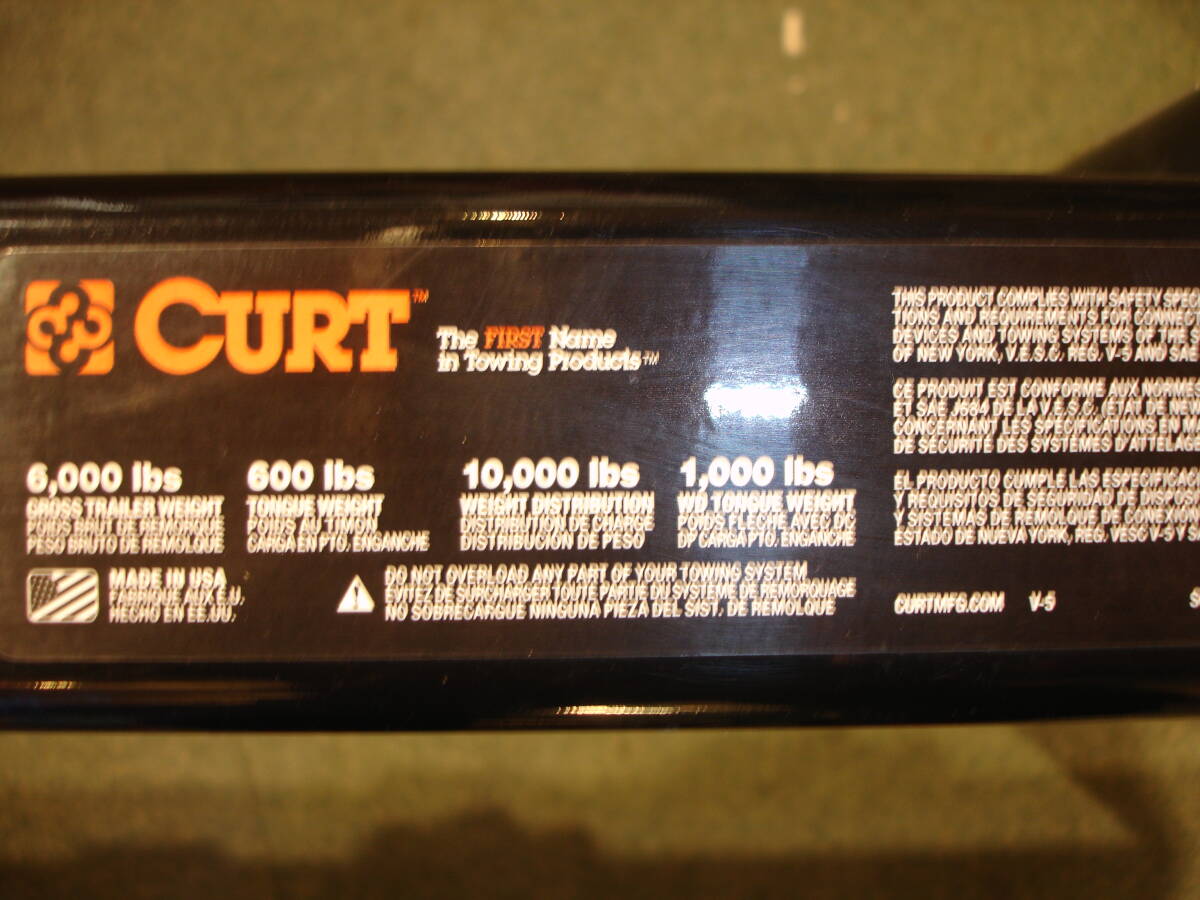 CURT™
The FIRST Name
in Towing Products™
6,000 lbs
GROSS TRAILER WEIGHT
POIDS BRUT DE REMORQUE
PESO BRUTO DE REMOLQUE
600 lbs
TONGUE WEIGHT
POIDS AU TIMON
CARGA EN PTO. ENGANCHE
10,000 lbs
WEIGHT DISTRIBUTION
DISTRIBUTION DE CHARGE
DISTRIBUCIÓN DE PESO
1,000 lbs
WD TONGUE WEIGHT
POIDS FLÈCHE AVEC DC
DP CARGA PTO. ENGANCHE
MADE IN USA
FABRIQUÉ AUX E.U.
HECHO EN EE.UU.
DO NOT OVERLOAD ANY PART OF YOUR TOWING SYSTEM
ÉVITEZ DE SURCHARGER TOUTE PARTIE DU SYSTÈME DE REMORQUAGE
NO SOBRECARGUE NINGUNA PIEZA DEL SIST. DE REMOLQUE
THIS PRODUCT COMPLIES WITH SAFETY SPEC
TIONS AND REQUIREMENTS FOR CONNEC
DEVICES AND TOWING SYSTEMS OF THE S
OF NEW YORK, V.E.S.C. REG. V-5 AND SAE
CE PRODUIT EST CONFORME AUX NORMES
ET SAE J684 DE LA V.E.S.C. (ÉTAT DE NEW
CONCERNANT LES SPÉCIFICATIONS EN MA
DE SÉCURITÉ DES SYSTÈMES D'ATTELAGE
EL PRODUCTO CUMPLE LAS ESPECIFICAC
Y REQUISITOS DE SEGURIDAD DE DISPOS
Y SISTEMAS DE REMOLQUE DE CONEXIÓN
ESTADO DE NUEVA YORK, REG. VESC V-5 Y SA
CURTMFG.COM V-5